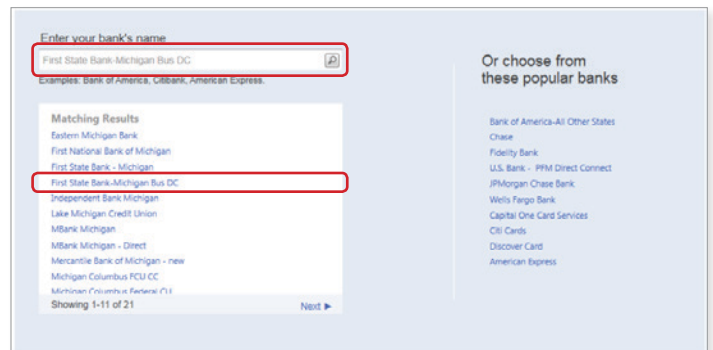 Enter your bank's name
First State Bank-Michigan Bus DC
Examples: Bank of America, Citibank, American Express.
Matching Results
Eastern Michigan Bank
First National Bank of Michigan
First State Bank - Michigan
First State Bank-Michigan Bus DC
Independent Bank Michigan
Lake Michigan Credit Union
MBank Michigan
MBank Michigan - Direct
Mercantile Bank of Michigan - new
Michigan Columbus FCU CC
Michigan Columbus Federal CU
Showing 1-11 of 21
Next ►
Or choose from
these popular banks
Bank of America-All Other States
Chase
Fidelity Bank
U.S. Bank - PFM Direct Connect
JPMorgan Chase Bank
Wells Fargo Bank
Capital One Card Services
Citi Cards
Discover Card
American Express